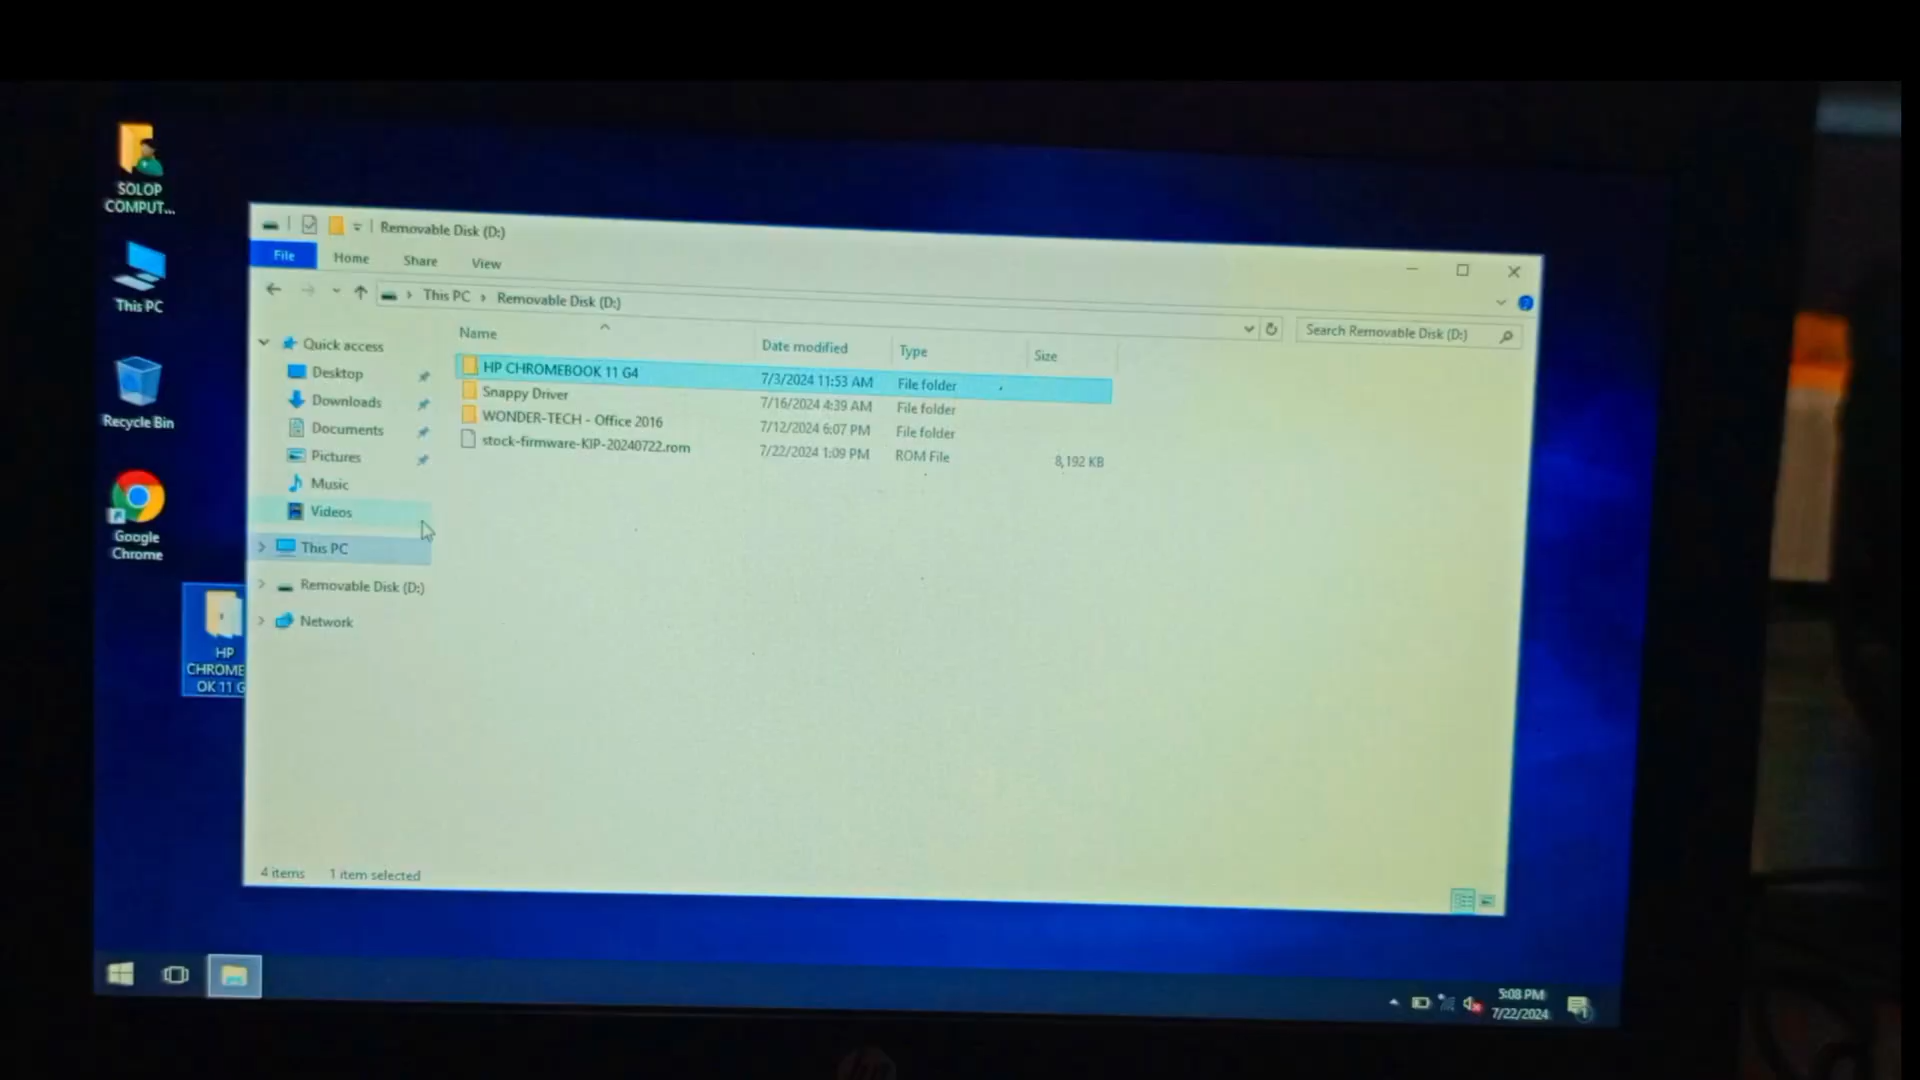 SOLOP
COMPUT...
This PC
Recycle Bin
Google
Chrome
HP
CHROME
OK 11 G
Removable Disk (D:)
File Home Share View
This PC > Removable Disk (D:)
Search Removable Disk (D:)
Quick access
Desktop
Downloads
Documents
Pictures
Music
Videos
This PC
Removable Disk (D:)
Network
Name Date modified Type Size
HP CHROMEBOOK 11 G4 7/3/2024 11:53 AM File folder
Snappy Driver 7/16/2024 4:39 AM File folder
WONDER-TECH - Office 2016 7/12/2024 6:07 PM File folder
stock-firmware-KIP-20240722.rom 7/22/2024 1:09 PM ROM File 8,192 KB
4 items 1 item selected
5:08 PM
7/22/2024
hp